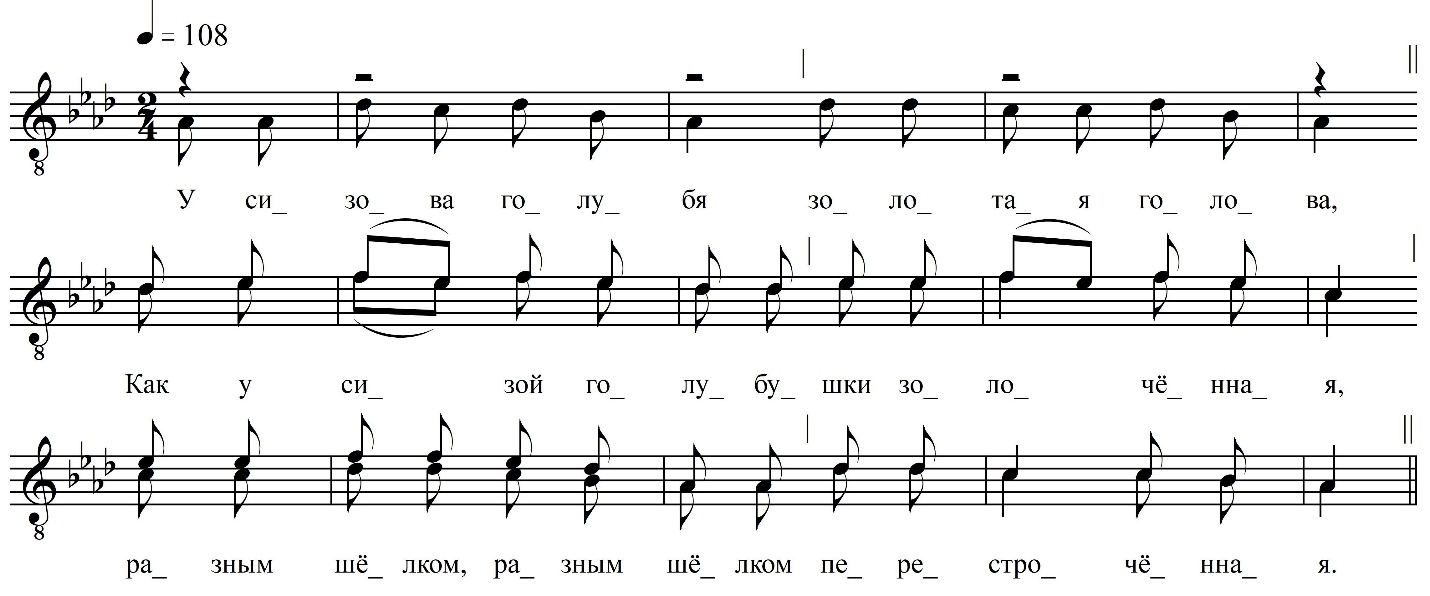 = 108
2
4
8
У си_ зо_ ва го_ лу_ бя зо_ ло_ та_ я го_ ло_ ва,
8
Как у си_ зой го_ лу_ бу_ шки зо_ ло_ чё_ нна_ я,
8
ра_ зным шё_ лком, ра_ зным шё_ лком пе_ ре_ стро_ чё_ нна_ я.